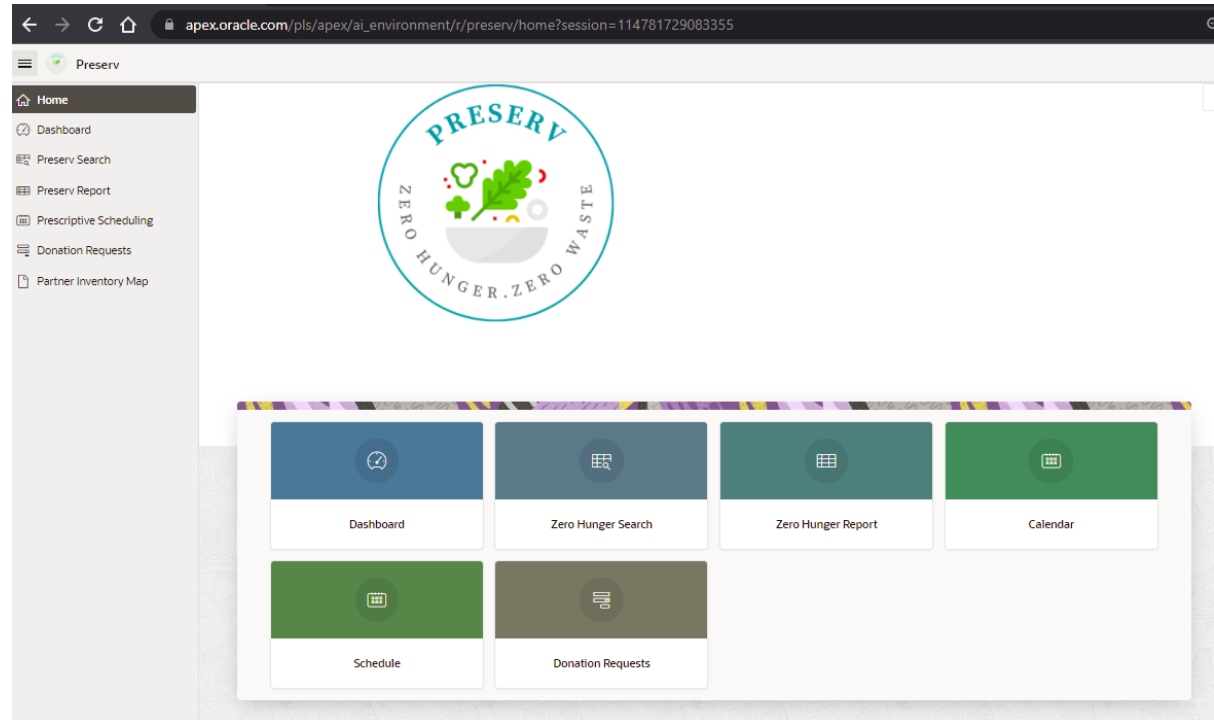 apex.oracle.com/pls/apex/ai_environment/r/preserv/home?session=114781729083355
Preserv
Home
Dashboard
Preserv Search
Preserv Report
Prescriptive Scheduling
Donation Requests
Partner Inventory Map
PRESERV
ZERO HUNGER.ZERO WASTE
Dashboard
Zero Hunger Search
Zero Hunger Report
Calendar
Schedule
Donation Requests